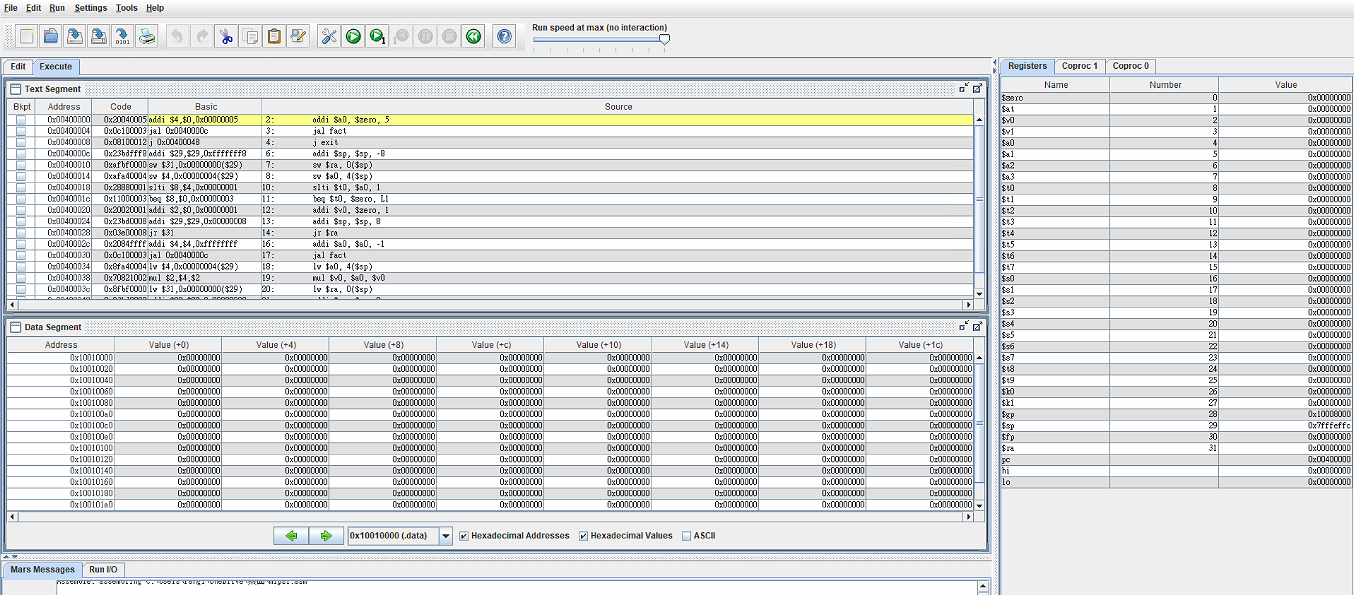 File Edit Run Settings Tools Help
Run speed at max (no interaction)
Edit Execute
Text Segment
Bkpt Address Code Basic Source
0x00400000 0x20040005 addi $4,$0,0x00000005 2: addi $a0, $zero, 5
0x00400004 0x0c100003 jal 0x0040000c 3: jal fact
0x00400008 0x08100012 j 0x00400048 4: j exit
0x0040000c 0x23bdfff8 addi $29,$29,0xfffffff8 6: addi $sp, $sp, -8
0x00400010 0xafbf0000 sw $31,0x00000000($29) 7: sw $ra, 0($sp)
0x00400014 0xafa40004 sw $4,0x00000004($29) 8: sw $a0, 4($sp)
0x00400018 0x28880001 slti $8,$4,0x00000001 10: slti $t0, $a0, 1
0x0040001c 0x11000003 beq $8,$0,0x00000003 11: beq $t0, $zero, L1
0x00400020 0x20020001 addi $2,$0,0x00000001 12: addi $v0, $zero, 1
0x00400024 0x23bd0008 addi $29,$29,0x00000008 13: addi $sp, $sp, 8
0x00400028 0x03e00008 jr $31 14: jr $ra
0x0040002c 0x2084ffff addi $4,$4,0xffffffff 16: addi $a0, $a0, -1
0x00400030 0x0c100003 jal 0x0040000c 17: jal fact
0x00400034 0x8fa40004 lw $4,0x00000004($29) 18: lw $a0, 4($sp)
0x00400038 0x70821002 mul $2,$4,$2 19: mul $v0, $a0, $v0
0x0040003c 0x8fbf0000 lw $31,0x00000000($29) 20: lw $ra, 0($sp)
Data Segment
Address Value (+0) Value (+4) Value (+8) Value (+c) Value (+10) Value (+14) Value (+18) Value (+1c)
0x10010000 0x00000000 0x00000000 0x00000000 0x00000000 0x00000000 0x00000000 0x00000000 0x00000000
0x10010020 0x00000000 0x00000000 0x00000000 0x00000000 0x00000000 0x00000000 0x00000000 0x00000000
0x10010040 0x00000000 0x00000000 0x00000000 0x00000000 0x00000000 0x00000000 0x00000000 0x00000000
0x10010060 0x00000000 0x00000000 0x00000000 0x00000000 0x00000000 0x00000000 0x00000000 0x00000000
0x10010080 0x00000000 0x00000000 0x00000000 0x00000000 0x00000000 0x00000000 0x00000000 0x00000000
0x100100a0 0x00000000 0x00000000 0x00000000 0x00000000 0x00000000 0x00000000 0x00000000 0x00000000
0x100100c0 0x00000000 0x00000000 0x00000000 0x00000000 0x00000000 0x00000000 0x00000000 0x00000000
0x100100e0 0x00000000 0x00000000 0x00000000 0x00000000 0x00000000 0x00000000 0x00000000 0x00000000
0x10010100 0x00000000 0x00000000 0x00000000 0x00000000 0x00000000 0x00000000 0x00000000 0x00000000
0x10010120 0x00000000 0x00000000 0x00000000 0x00000000 0x00000000 0x00000000 0x00000000 0x00000000
0x10010140 0x00000000 0x00000000 0x00000000 0x00000000 0x00000000 0x00000000 0x00000000 0x00000000
0x10010160 0x00000000 0x00000000 0x00000000 0x00000000 0x00000000 0x00000000 0x00000000 0x00000000
0x10010180 0x00000000 0x00000000 0x00000000 0x00000000 0x00000000 0x00000000 0x00000000 0x00000000
0x100101a0 0x00000000 0x00000000 0x00000000 0x00000000 0x00000000 0x00000000 0x00000000 0x00000000
0x10010000 (.data) Hexadecimal Addresses Hexadecimal Values ASCII
Mars Messages Run I/O
Assemble: assembling
Registers Coproc 1 Coproc 0
Name Number Value
$zero 0 0x00000000
$at 1 0x00000000
$v0 2 0x00000000
$v1 3 0x00000000
$a0 4 0x00000000
$a1 5 0x00000000
$a2 6 0x00000000
$a3 7 0x00000000
$t0 8 0x00000000
$t1 9 0x00000000
$t2 10 0x00000000
$t3 11 0x00000000
$t4 12 0x00000000
$t5 13 0x00000000
$t6 14 0x00000000
$t7 15 0x00000000
$s0 16 0x00000000
$s1 17 0x00000000
$s2 18 0x00000000
$s3 19 0x00000000
$s4 20 0x00000000
$s5 21 0x00000000
$s6 22 0x00000000
$s7 23 0x00000000
$t8 24 0x00000000
$t9 25 0x00000000
$k0 26 0x00000000
$k1 27 0x00000000
$gp 28 0x10008000
$sp 29 0x7fffeffc
$fp 30 0x00000000
$ra 31 0x00000000
pc 0x00400000
hi 0x00000000
lo 0x00000000